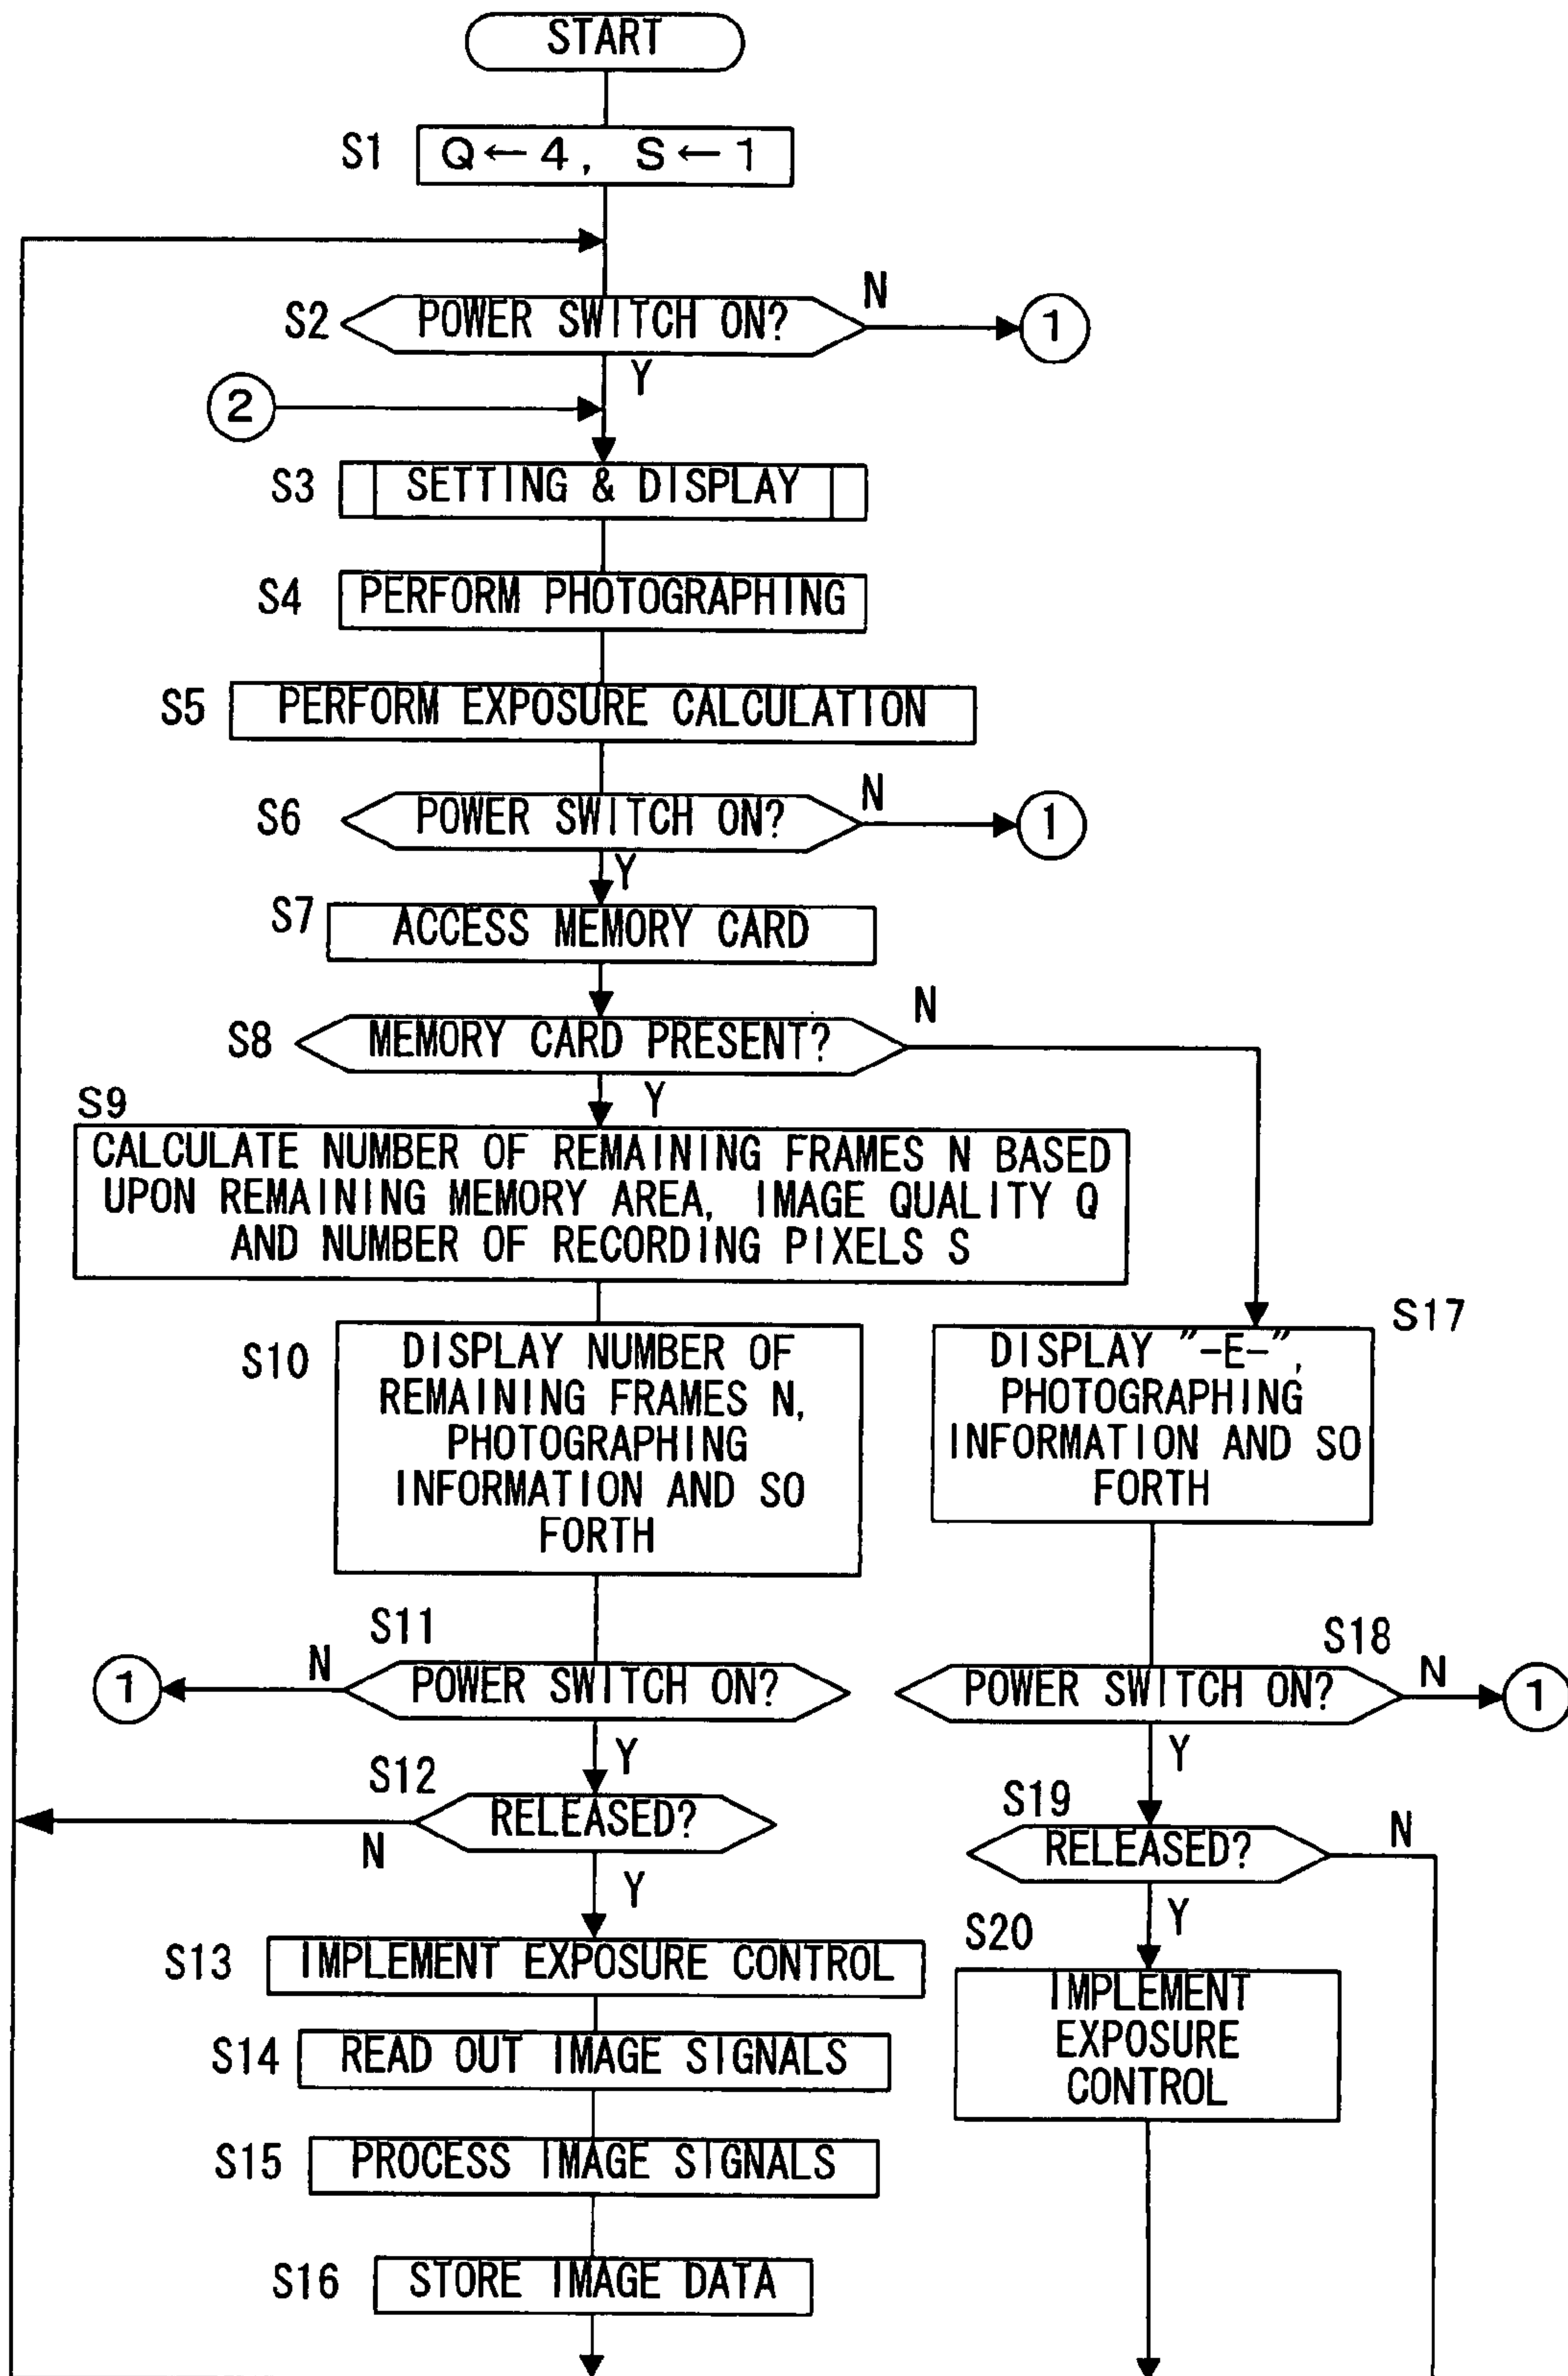 START
S1
Q←4, S←1
S2
POWER SWITCH ON?
N
1
Y
2
S3
SETTING & DISPLAY
S4
PERFORM PHOTOGRAPHING
S5
PERFORM EXPOSURE CALCULATION
S6
POWER SWITCH ON?
N
1
Y
S7
ACCESS MEMORY CARD
S8
MEMORY CARD PRESENT?
N
Y
S9
CALCULATE NUMBER OF REMAINING FRAMES N BASED
UPON REMAINING MEMORY AREA, IMAGE QUALITY Q
AND NUMBER OF RECORDING PIXELS S
S10
DISPLAY NUMBER OF
REMAINING FRAMES N,
PHOTOGRAPHING
INFORMATION AND SO
FORTH
S17
DISPLAY "-E-",
PHOTOGRAPHING
INFORMATION AND SO
FORTH
S11
POWER SWITCH ON?
N
1
Y
S18
POWER SWITCH ON?
N
1
Y
S12
RELEASED?
N
Y
S19
RELEASED?
N
Y
S13
IMPLEMENT EXPOSURE CONTROL
S20
IMPLEMENT
EXPOSURE
CONTROL
S14
READ OUT IMAGE SIGNALS
S15
PROCESS IMAGE SIGNALS
S16
STORE IMAGE DATA